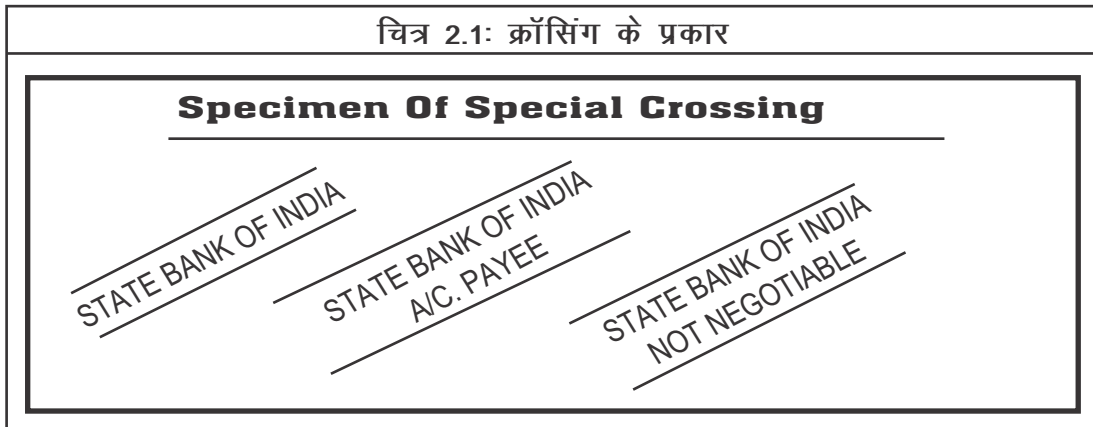 चित्र 2.1: क्रॉसिंग के प्रकार
Specimen Of Special Crossing
STATE BANK OF INDIA
STATE BANK OF INDIA
A/C. PAYEE
STATE BANK OF INDIA
NOT NEGOTIABLE